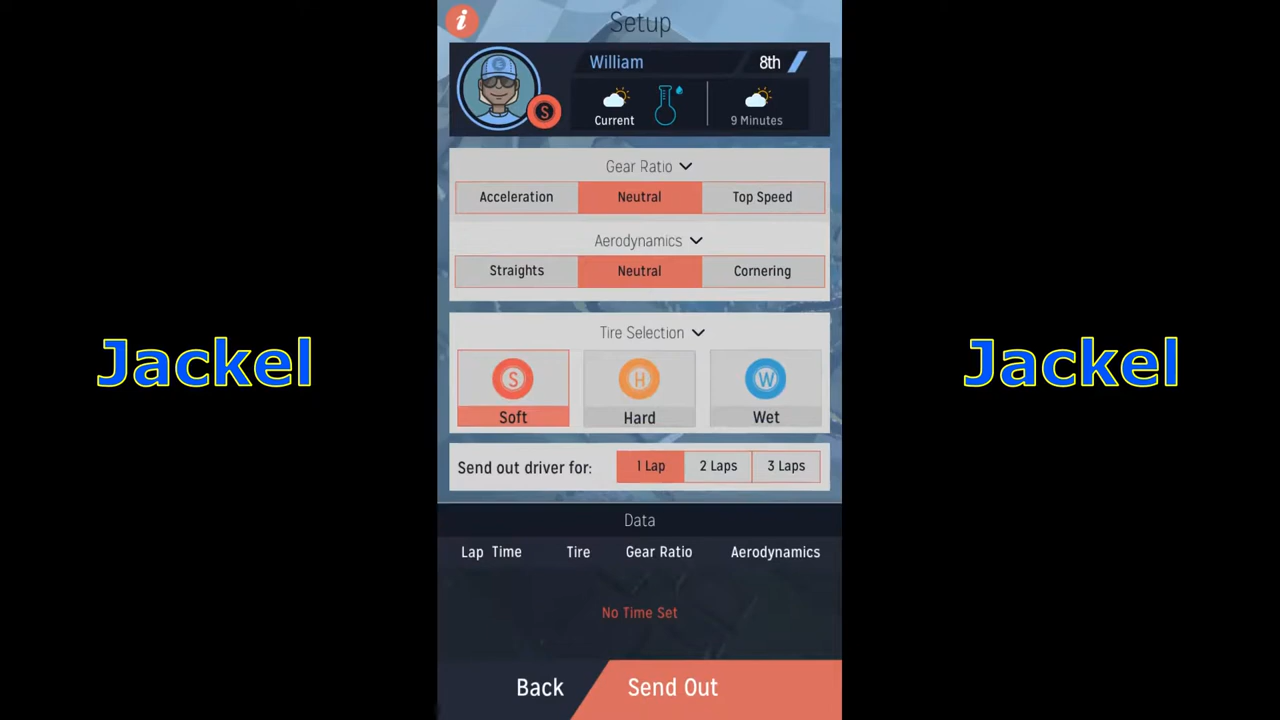 i
Setup
William 8th
S
Current
9 Minutes
Gear Ratio
Acceleration Neutral Top Speed
Aerodynamics
Straights Neutral Cornering
Jackel
Jackel
Tire Selection
S H W
Soft Hard Wet
Send out driver for: 1 Lap 2 Laps 3 Laps
Data
Lap Time Tire Gear Ratio Aerodynamics
No Time Set
Back Send Out